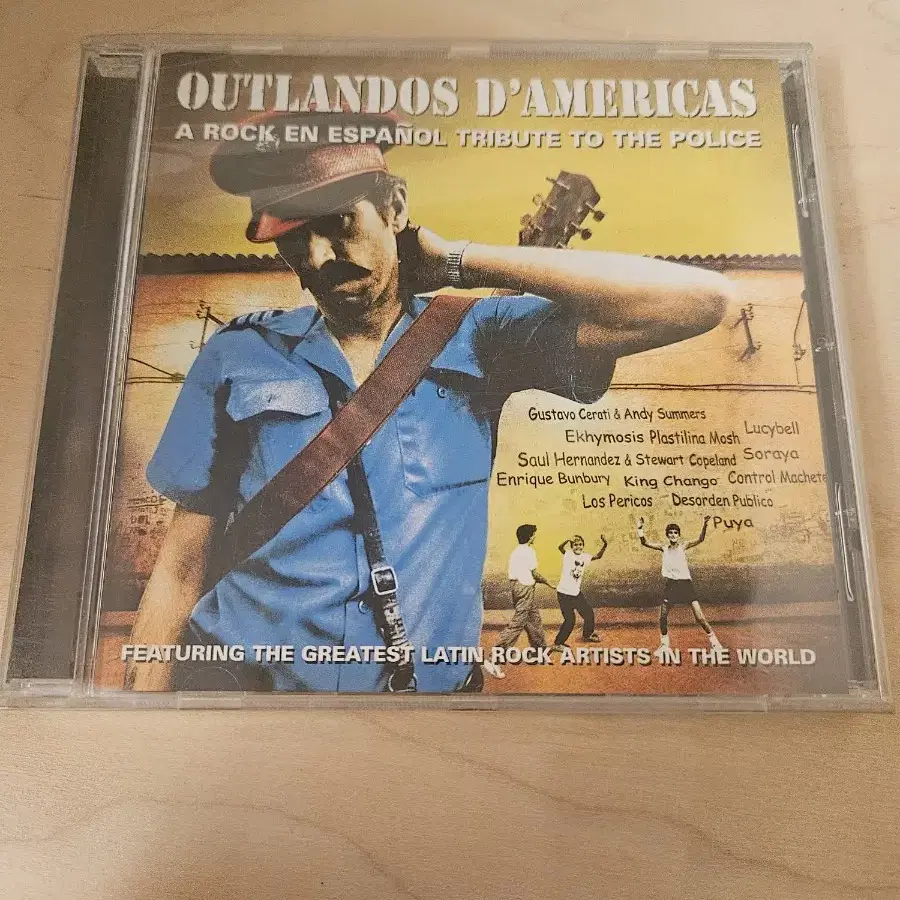 OUTLANDOS D'AMERICAS
A ROCK EN ESPAÑOL TRIBUTE TO THE POLICE
Gustavo Cerati & Andy Summers
Ekhymosis Plastilina Mosh Lucybell
Saul Hernandez & Stewart Copeland Soraya
Enrique Bunbury King Chango Control Machete
Los Pericos Desorden Publico
Puya
FEATURING THE GREATEST LATIN ROCK ARTISTS IN THE WORLD